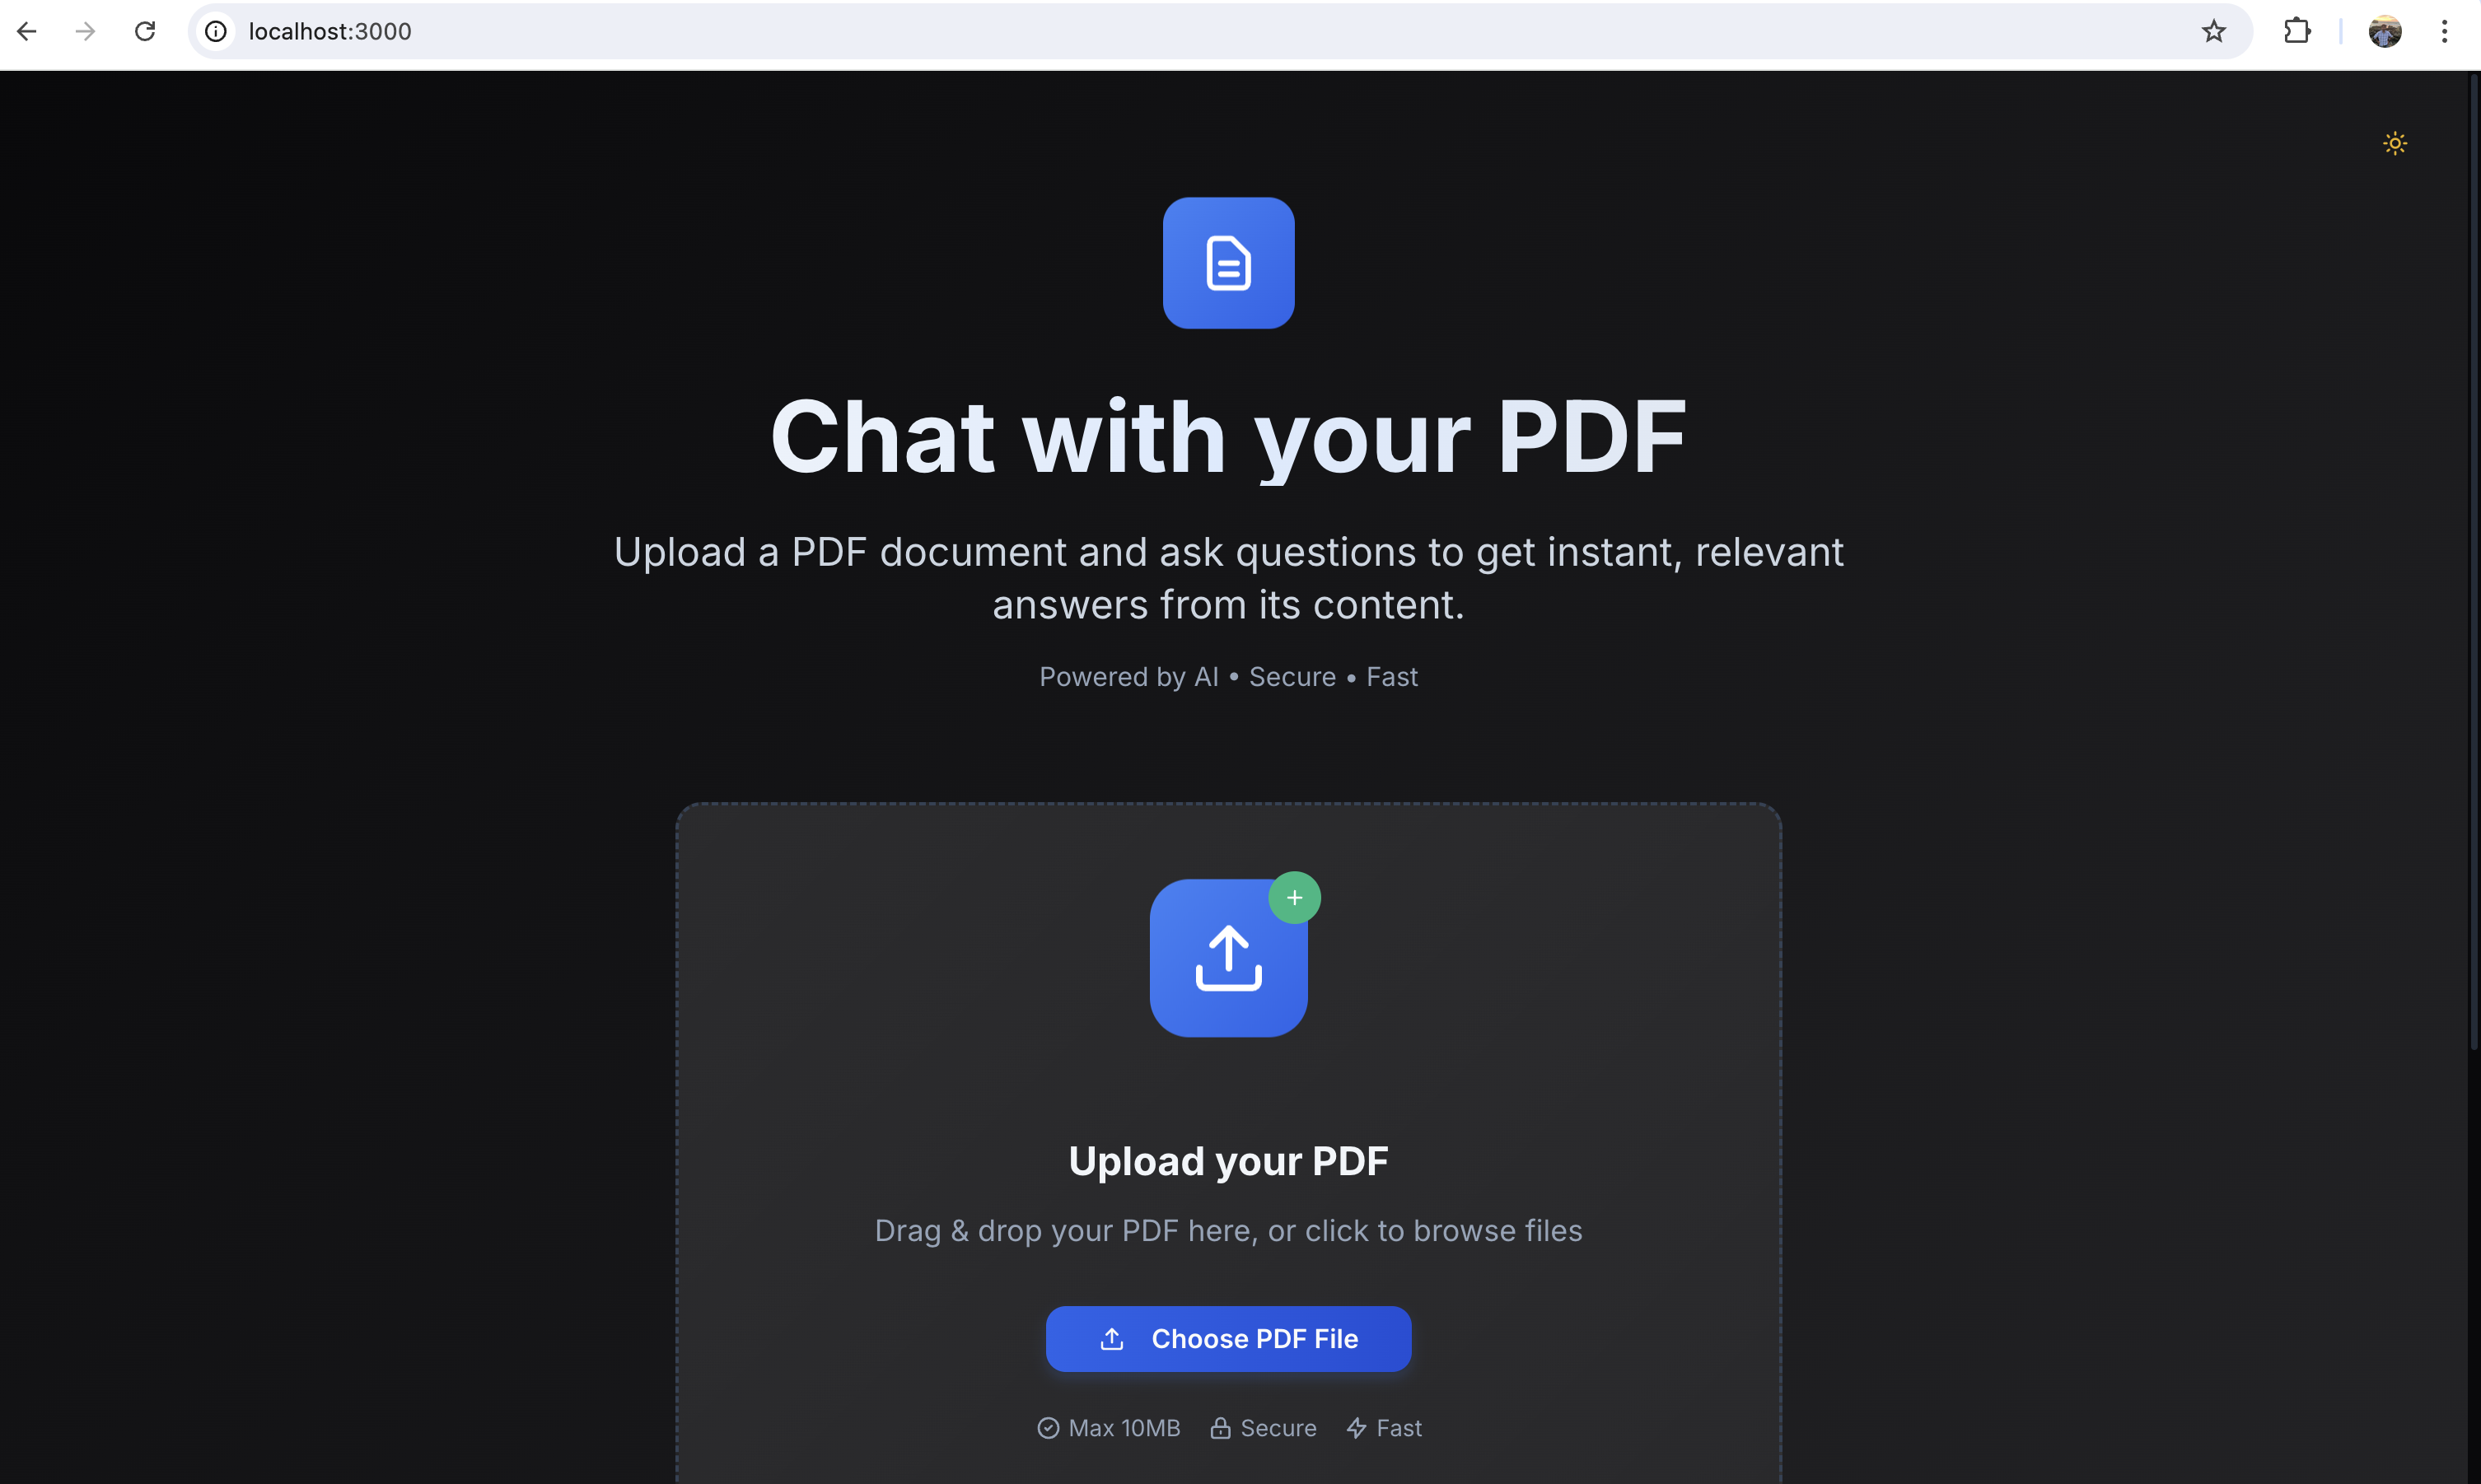 localhost:3000
Chat with your PDF
Upload a PDF document and ask questions to get instant, relevant
answers from its content.
Powered by AI • Secure • Fast
Upload your PDF
Drag & drop your PDF here, or click to browse files
Choose PDF File
Max 10MB Secure Fast